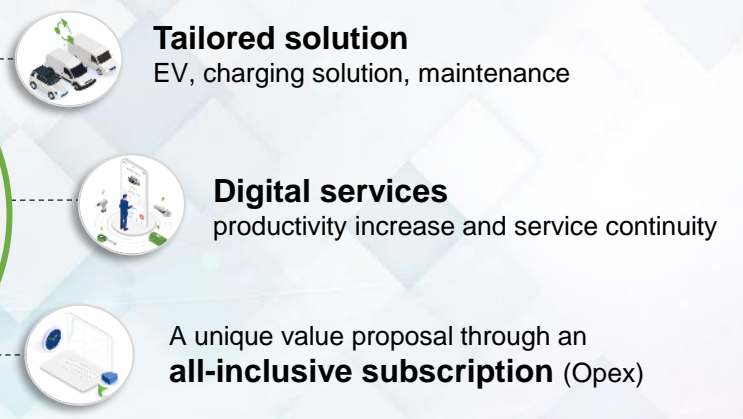 Tailored solution
EV, charging solution, maintenance
Digital services
productivity increase and service continuity
A unique value proposal through an
all-inclusive subscription (Opex)